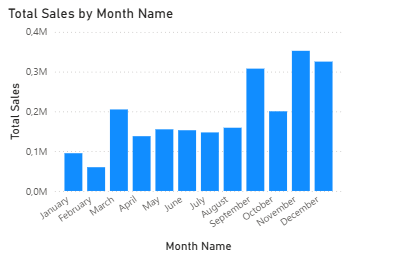 Total Sales by Month Name
0,4M
0,3M
0,2M
0,1M
0,0M
Total Sales
January
February
March
April
May
June
July
August
September
October
November
December
Month Name